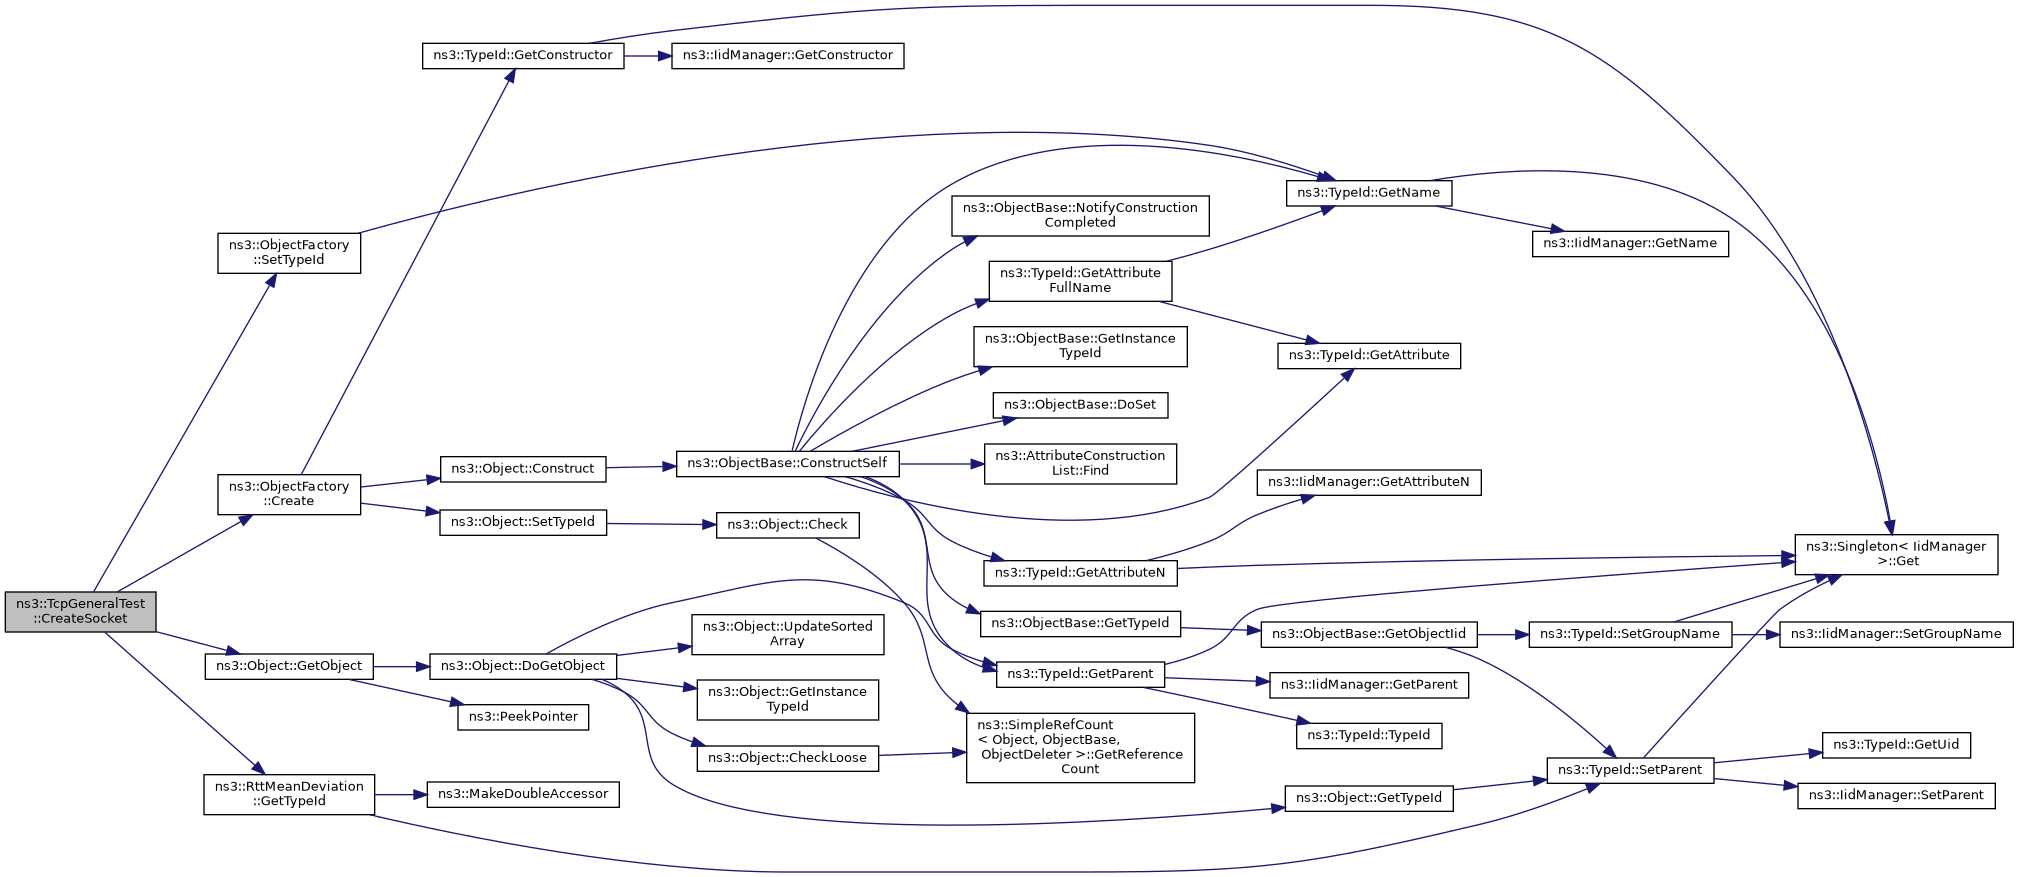 ns3::TypeId::GetConstructor
ns3::IidManager::GetConstructor
ns3::TypeId::GetName
ns3::ObjectBase::NotifyConstruction
Completed
ns3::ObjectFactory
::SetTypeId
ns3::IidManager::GetName
ns3::TypeId::GetAttribute
FullName
ns3::ObjectBase::GetInstance
TypeId
ns3::TypeId::GetAttribute
ns3::ObjectBase::DoSet
ns3::ObjectBase::ConstructSelf
ns3::AttributeConstruction
List::Find
ns3::Object::Construct
ns3::IidManager::GetAttributeN
ns3::ObjectFactory
::Create
ns3::Object::SetTypeId
ns3::Object::Check
ns3::Singleton< IidManager
>::Get
ns3::TypeId::GetAttributeN
ns3::TcpGeneralTest
::CreateSocket
ns3::ObjectBase::GetTypeId
ns3::ObjectBase::GetObjectIid
ns3::TypeId::SetGroupName
ns3::IidManager::SetGroupName
ns3::Object::UpdateSorted
Array
ns3::Object::GetObject
ns3::Object::DoGetObject
ns3::TypeId::GetParent
ns3::IidManager::GetParent
ns3::Object::GetInstance
TypeId
ns3::PeekPointer
ns3::SimpleRefCount
< Object, ObjectBase,
ObjectDeleter >::GetReference
Count
ns3::TypeId::TypeId
ns3::TypeId::GetUid
ns3::Object::CheckLoose
ns3::TypeId::SetParent
ns3::RttMeanDeviation
::GetTypeId
ns3::MakeDoubleAccessor
ns3::Object::GetTypeId
ns3::IidManager::SetParent